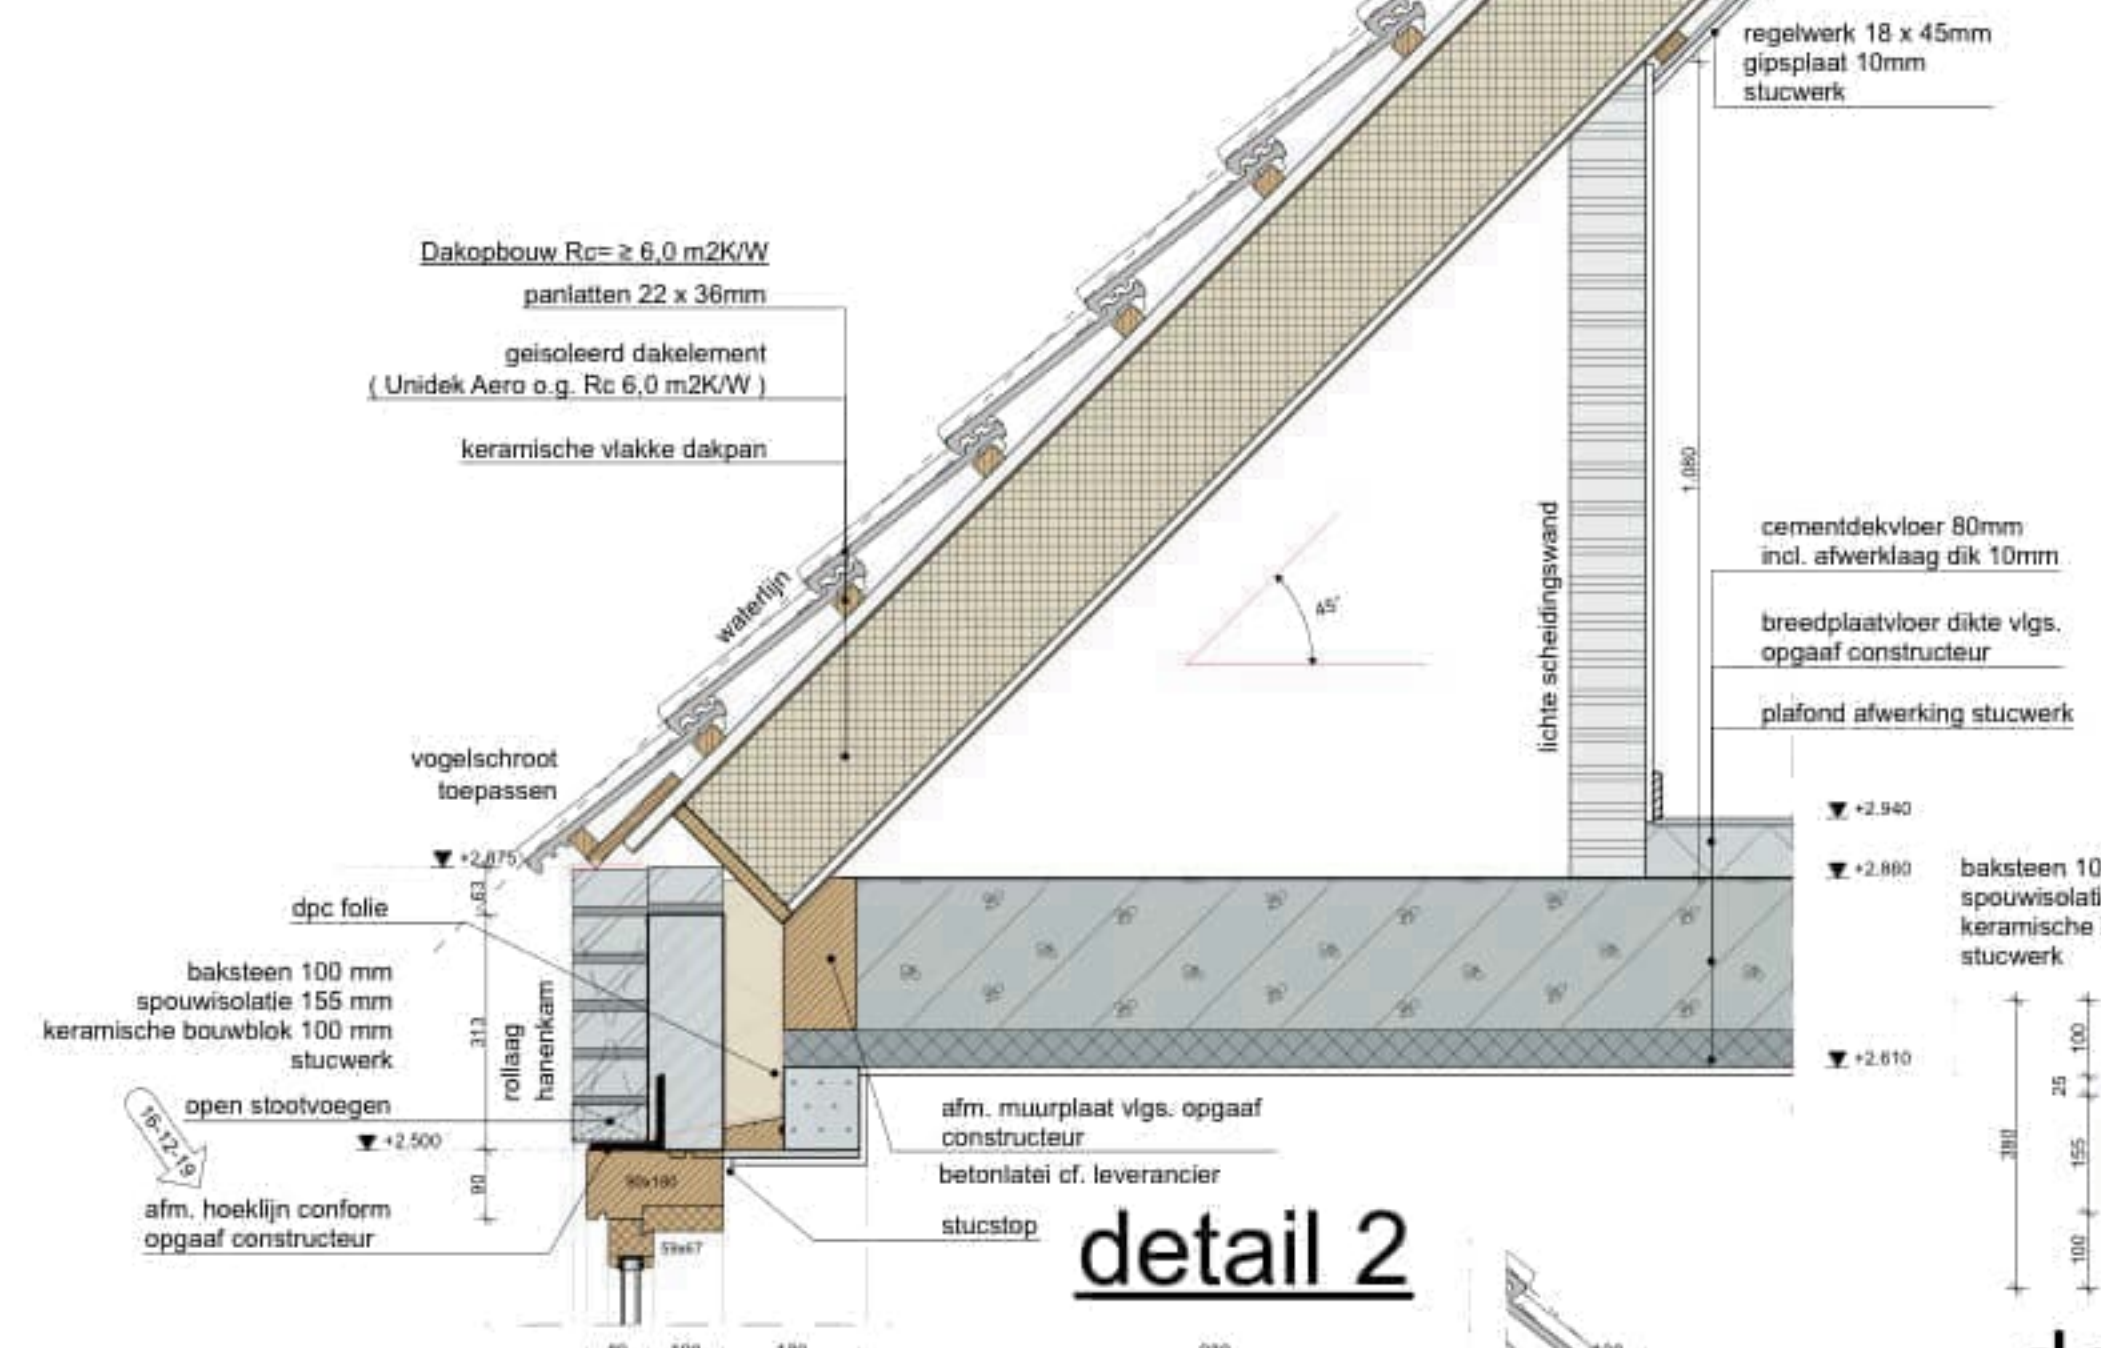 regelwerk 18 x 45mm
gipsplaat 10mm
stucwerk
Dakopbouw Rc= ≥ 6,0 m2K/W
panlatten 22 x 36mm
geisoleerd dakelement
( Unidek Aero o.g. Rc 6,0 m2K/W )
keramische vlakke dakpan
waterlijn
45°
lichte scheidingswand
1.080
cementdekvloer 80mm
incl. afwerklaag dik 10mm
breedplaatvloer dikte vlgs.
opgaaf constructeur
plafond afwerking stucwerk
vogelschroot
toepassen
+2.940
+2.875
+2.860
+2.610
63
dpc folie
baksteen 100 mm
spouwisolatie 155 mm
keramische bouwblok 100 mm
stucwerk
313
rollaag
hanenkam
open stootvoegen
16-12-19
+2.500
90
afm. hoeklijn conform
opgaaf constructeur
59x67
afm. muurplaat vlgs. opgaaf
constructeur
betonlatei cf. leverancier
stucstop
detail 2
baksteen 10
spouwisolati
keramische
stucwerk
100
25
155
100
380